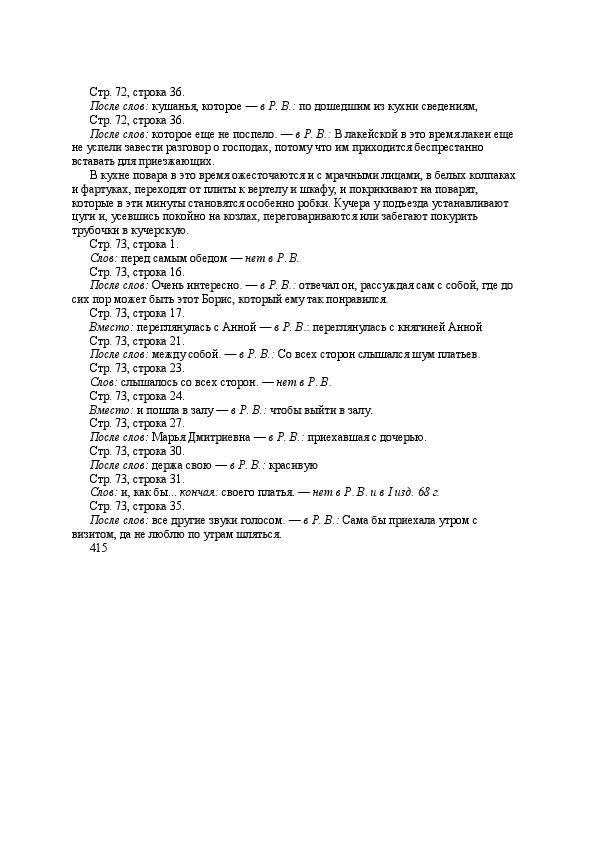 Стр. 72, строка 36.
После слов: кушанья, которое — в Р. В.: по дошедшим из кухни сведениям,
Стр. 72, строка 36.
После слов: которое еще не поспело. — в Р. В.: В лакейской в это время лакеи еще
не успели завести разговор о господах, потому что им приходится беспрестанно
вставать для приезжающих.
В кухне повара в это время ожесточаются и с мрачными лицами, в белых колпаках
и фартуках, переходят от плиты к вертелу и шкафу, и покрикивают на поварят,
которые в эти минуты становятся особенно робки. Кучера у подъезда устанавливают
цуги и, усевшись покойно на козлах, переговариваются или забегают покурить
трубочки в кучерскую.
Стр. 73, строка 1.
Слов: перед самым обедом — нет в Р. В.
Стр. 73, строка 16.
После слов: Очень интересно. — в Р. В.: отвечал он, рассуждая сам с собой, где до
сих пор может быть этот Борис, который ему так понравился.
Стр. 73, строка 17.
Вместо: переглянулась с Анной — в Р. В.: переглянулась с княгиней Анной
Стр. 73, строка 21.
После слов: между собой. — в Р. В.: Со всех сторон слышался шум платьев.
Стр. 73, строка 23.
Слов: слышалось со всех сторон. — нет в Р. В.
Стр. 73, строка 24.
Вместо: и пошла в залу — в Р. В.: чтобы выйти в залу.
Стр. 73, строка 27.
После слов: Марья Дмитриевна — в Р. В.: приехавшая с дочерью.
Стр. 73, строка 30.
После слов: держа свою — в Р. В.: красивую
Стр. 73, строка 31.
Слов: и, как бы... кончая: своего платья. — нет в Р. В. и в I изд. 68 г.
Стр. 73, строка 35.
После слов: все другие звуки голосом. — в Р. В.: Сама бы приехала утром с
визитом, да не люблю по утрам шляться.
415